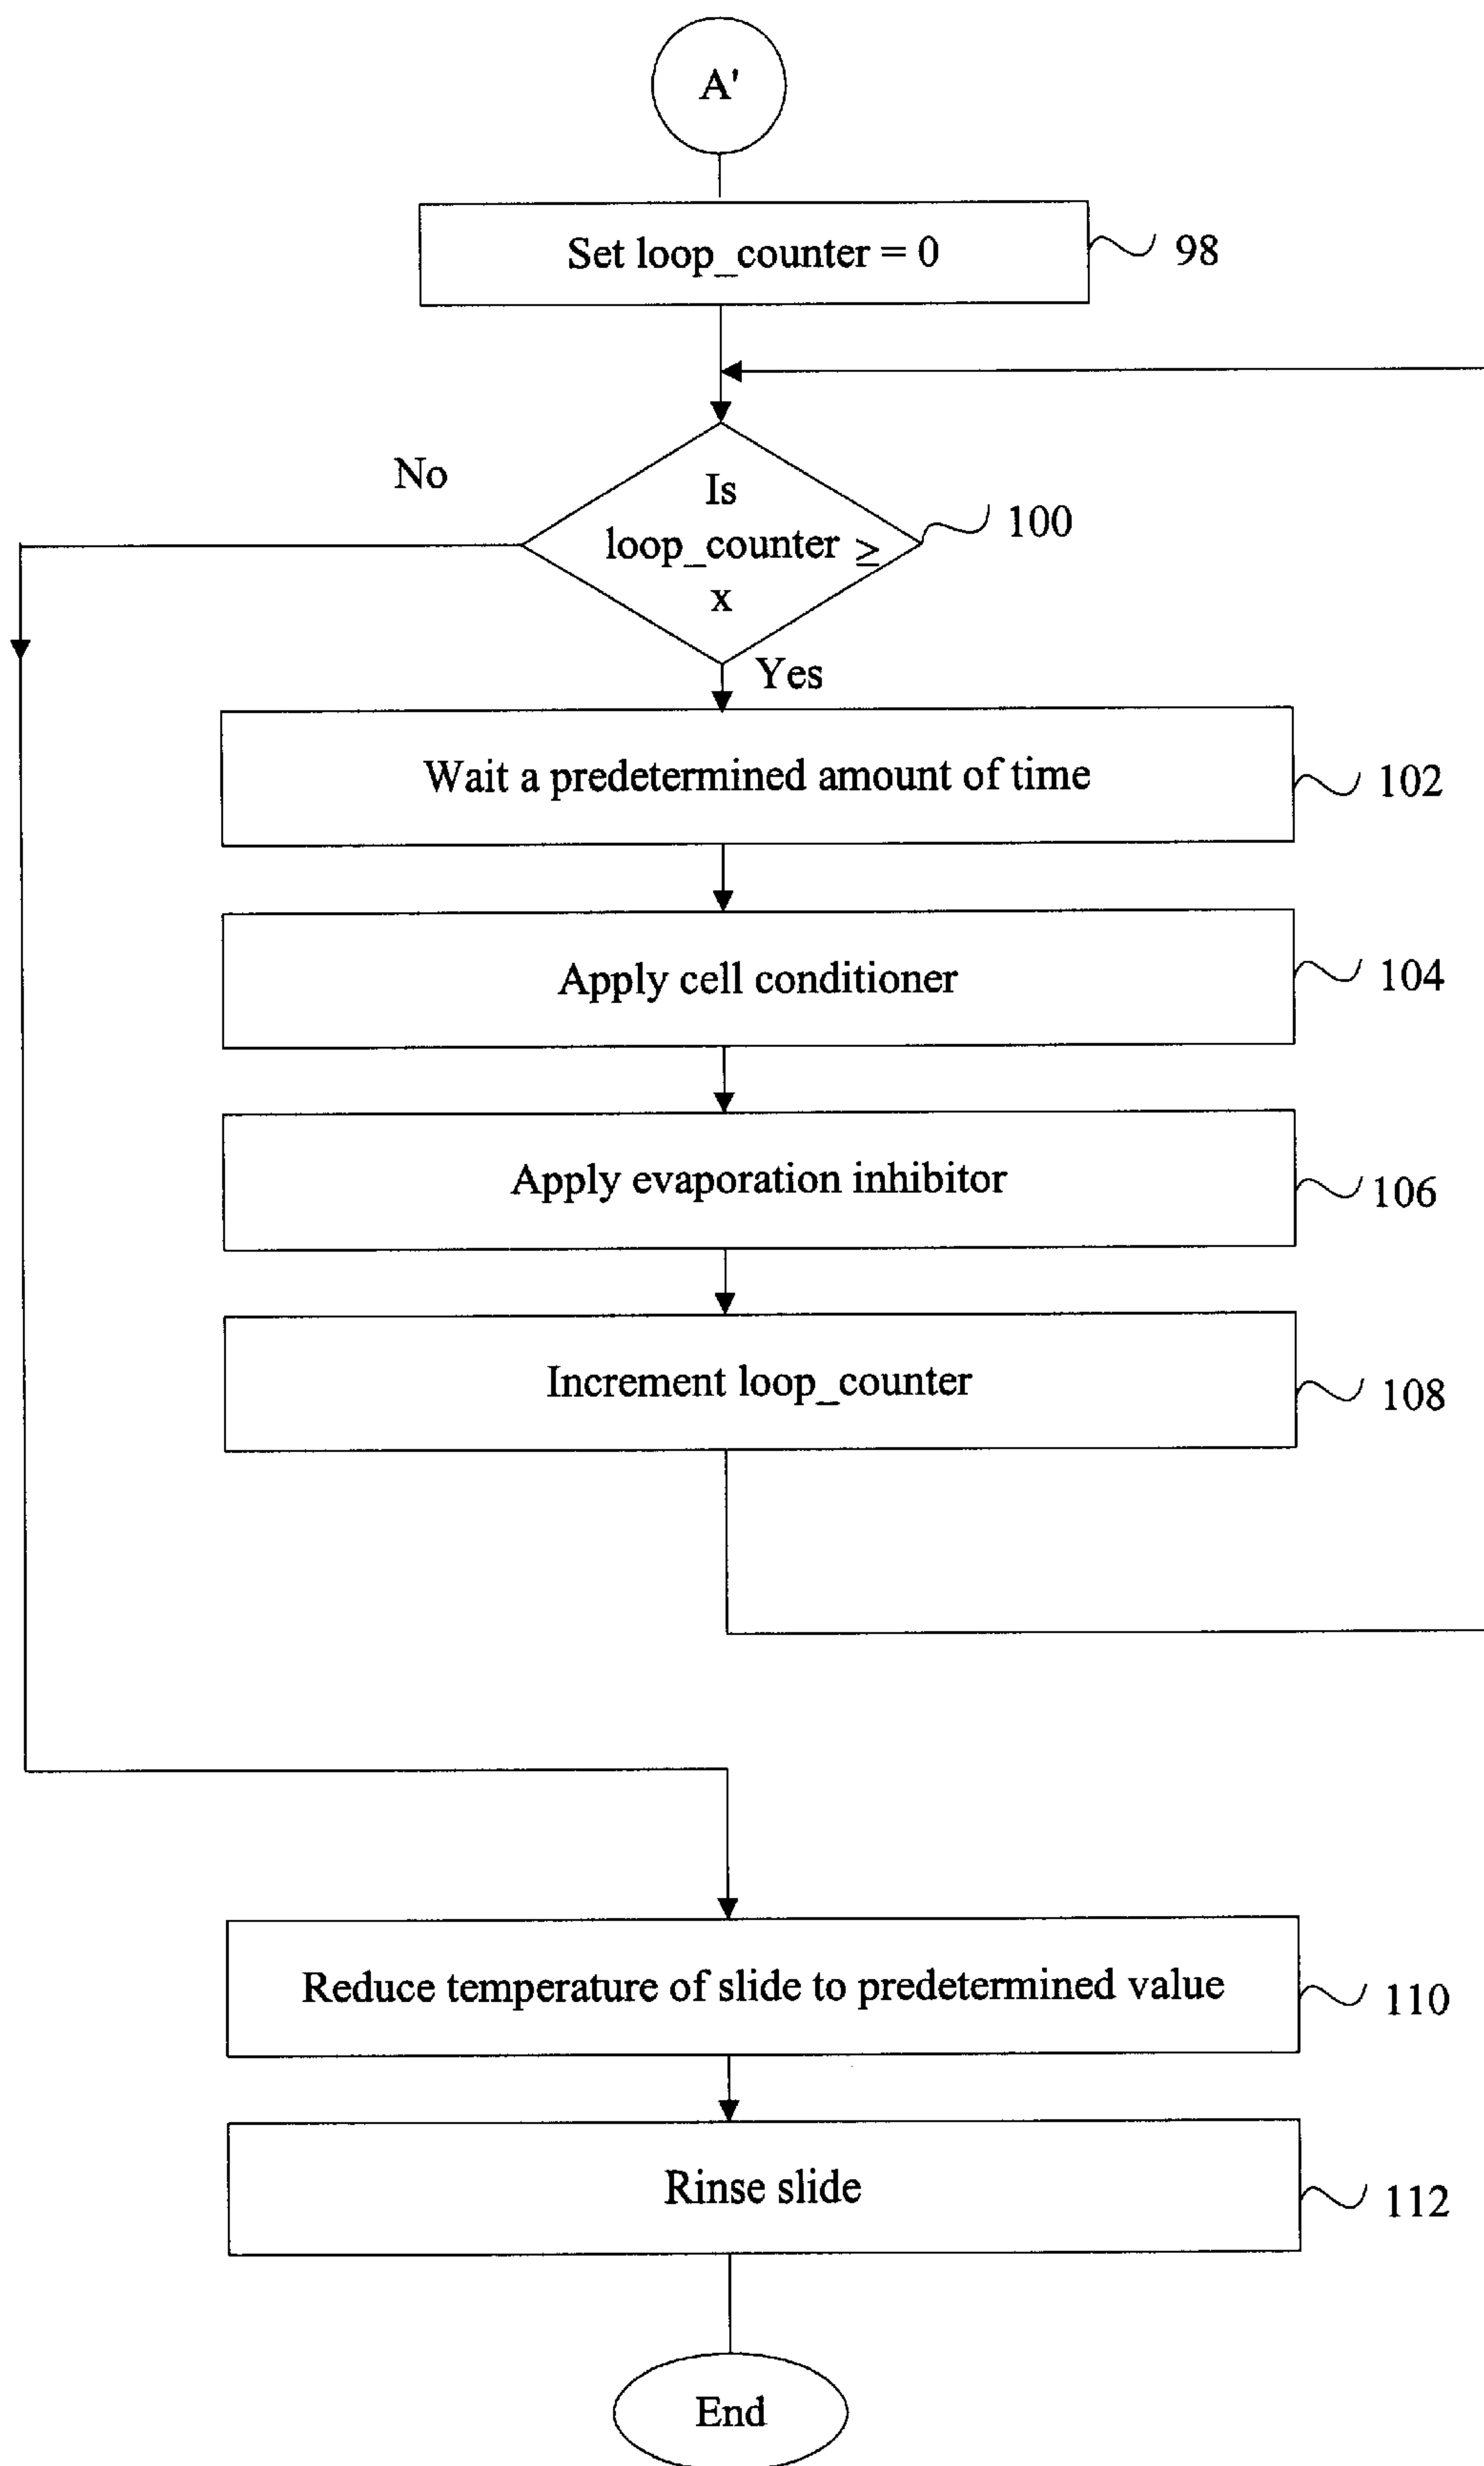 A'
Set loop_counter = 0
98
No
Is
loop_counter ≥
x
100
Yes
Wait a predetermined amount of time
102
Apply cell conditioner
104
Apply evaporation inhibitor
106
Increment loop_counter
108
Reduce temperature of slide to predetermined value
110
Rinse slide
112
End